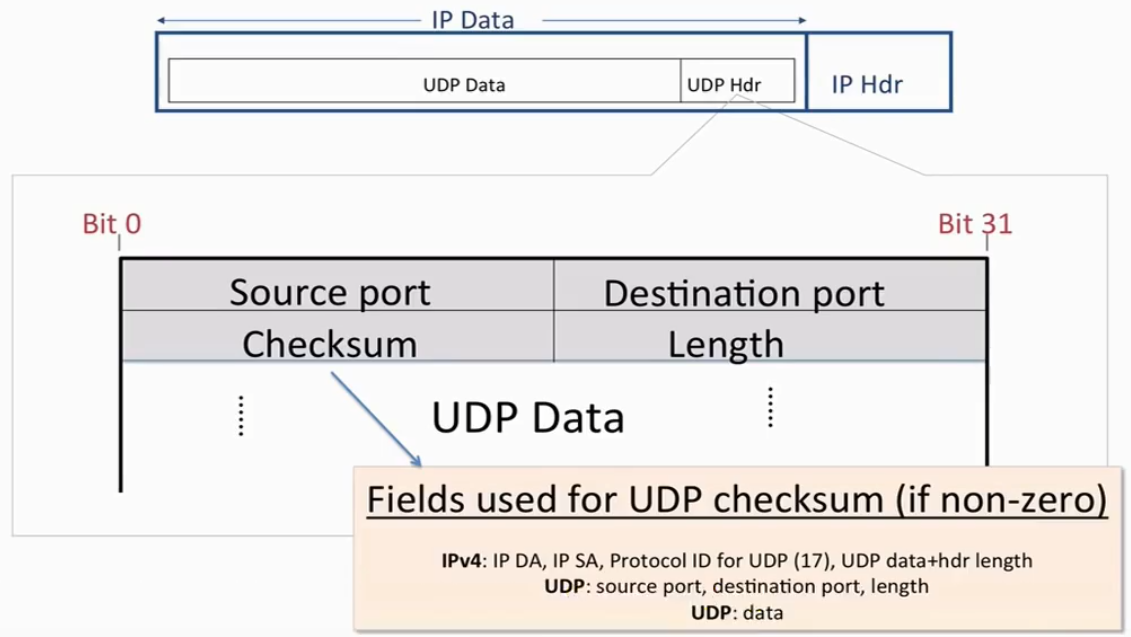 IP Data
UDP Data
UDP Hdr
IP Hdr
Bit 0
Bit 31
Source port
Destination port
Checksum
Length
UDP Data
Fields used for UDP checksum (if non-zero)
IPv4: IP DA, IP SA, Protocol ID for UDP (17), UDP data+hdr length
UDP: source port, destination port, length
UDP: data